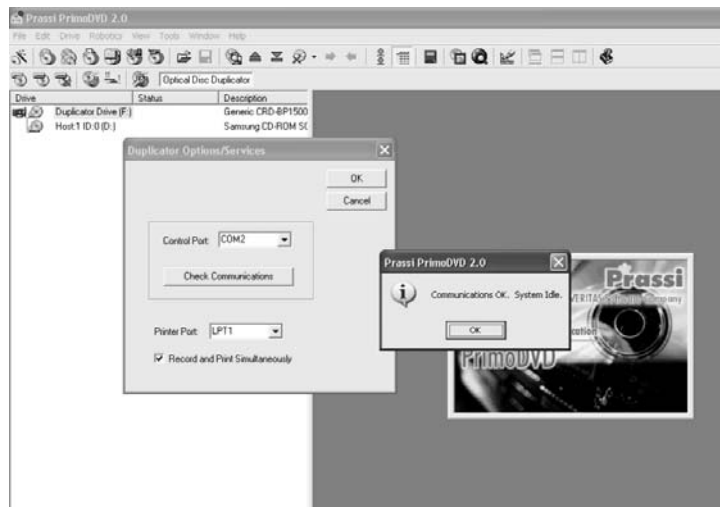 Prassi PrimoDVD 2.0
File Edit Drive Robotics View Tools Window Help
Optical Disc Duplicator
Drive Status Description
Duplicator Drive (F:) Generic CRD-BP1500
Host:1 ID:0 (D:) Samsung CD-ROM SC
Duplicator Options/Services
OK
Cancel
Control Port: COM2
Check Communications
Printer Port: LPT1
Record and Print Simultaneously
Prassi PrimoDVD 2.0
Communications OK. System Idle.
OK
Prassi
PrimoDVD